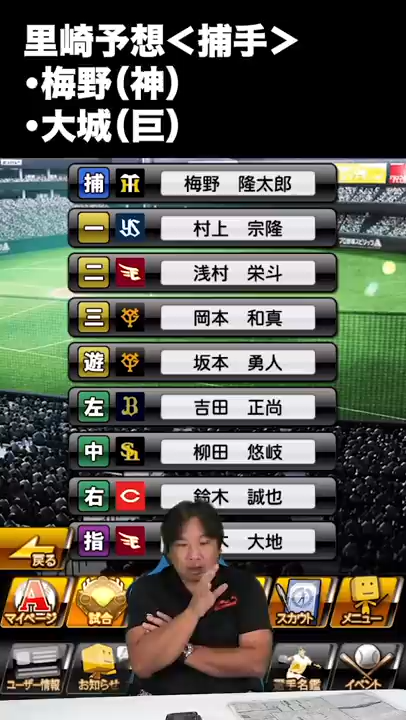 里崎予想＜捕手＞
・梅野（神）
・大城（巨）
捕 梅野 隆太郎
一 村上 宗隆
二 浅村 栄斗
三 岡本 和真
遊 坂本 勇人
左 B 吉田 正尚
中 柳田 悠岐
右 C 鈴木 誠也
指 大地
戻る
マイページ 試合 スカウト メニュー
ユーザー情報 お知らせ 選手名鑑 イベント